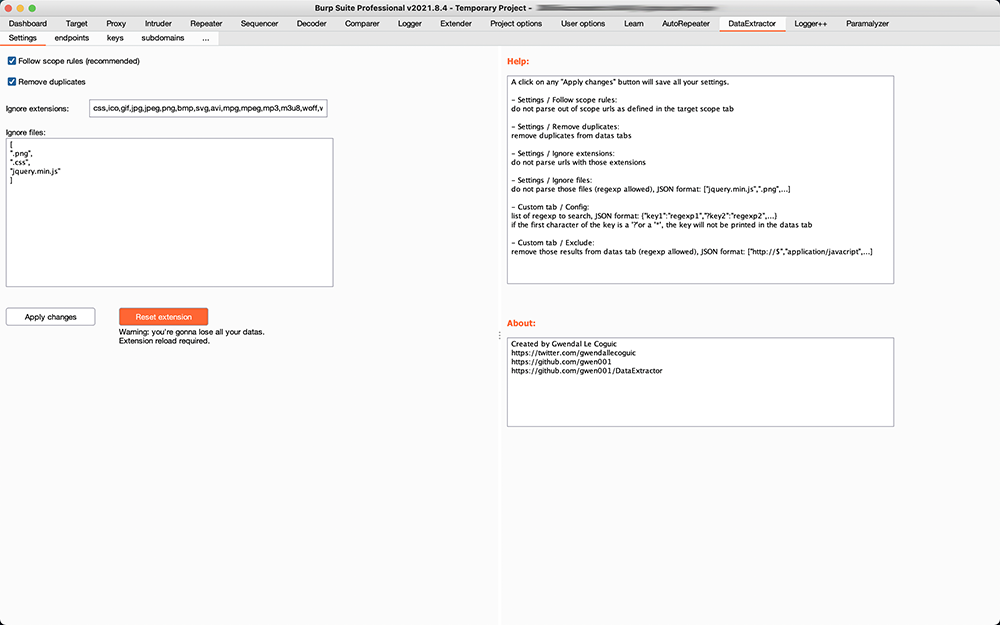 Burp Suite Professional v2021.8.4 - Temporary Project -
Dashboard Target Proxy Intruder Repeater Sequencer Decoder Comparer Logger Extender Project options User options Learn AutoRepeater DataExtractor Logger++ Paramalyzer
Settings endpoints keys subdomains ...
Follow scope rules (recommended)
Remove duplicates
Ignore extensions: css,ico,gif,jpg,jpeg,png,bmp,svg,avi,mpg,mpeg,mp3,m3u8,woff,
Ignore files:
[
".png",
".css",
"jquery.min.js"
]
Apply changes
Reset extension
Warning: you're gonna lose all your datas.
Extension reload required.
Help:
A click on any "Apply changes" button will save all your settings.
- Settings / Follow scope rules:
do not parse out of scope urls as defined in the target scope tab
- Settings / Remove duplicates:
remove duplicates from datas tabs
- Settings / Ignore extensions:
do not parse urls with those extensions
- Settings / Ignore files:
do not parse those files (regexp allowed), JSON format: ["jquery.min.js",".png",...]
- Custom tab / Config:
list of regexp to search, JSON format: {"key1":"regexp1","?key2":"regexp2",...}
if the first character of the key is a '?'or a '*', the key will not be printed in the datas tab
- Custom tab / Exclude:
remove those results from datas tab (regexp allowed), JSON format: ["http://$","application/javacript",...]
About:
Created by Gwendal Le Coguic
https://twitter.com/gwendallecoguic
https://github.com/gwen001
https://github.com/gwen001/DataExtractor